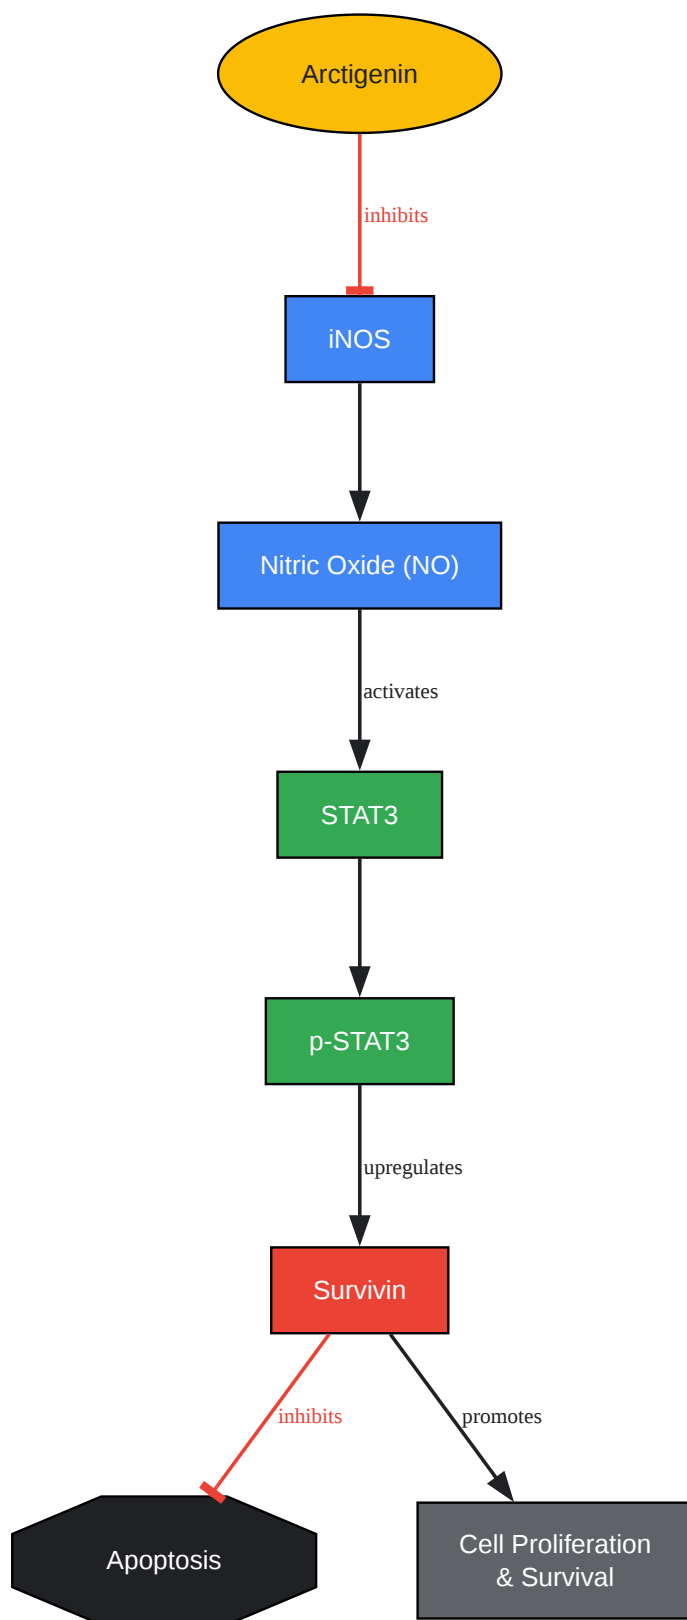 Arctigenin
inhibits
iNOS
Nitric Oxide (NO)
activates
STAT3
p-STAT3
upregulates
Survivin
inhibits
promotes
Apoptosis
Cell Proliferation
& Survival